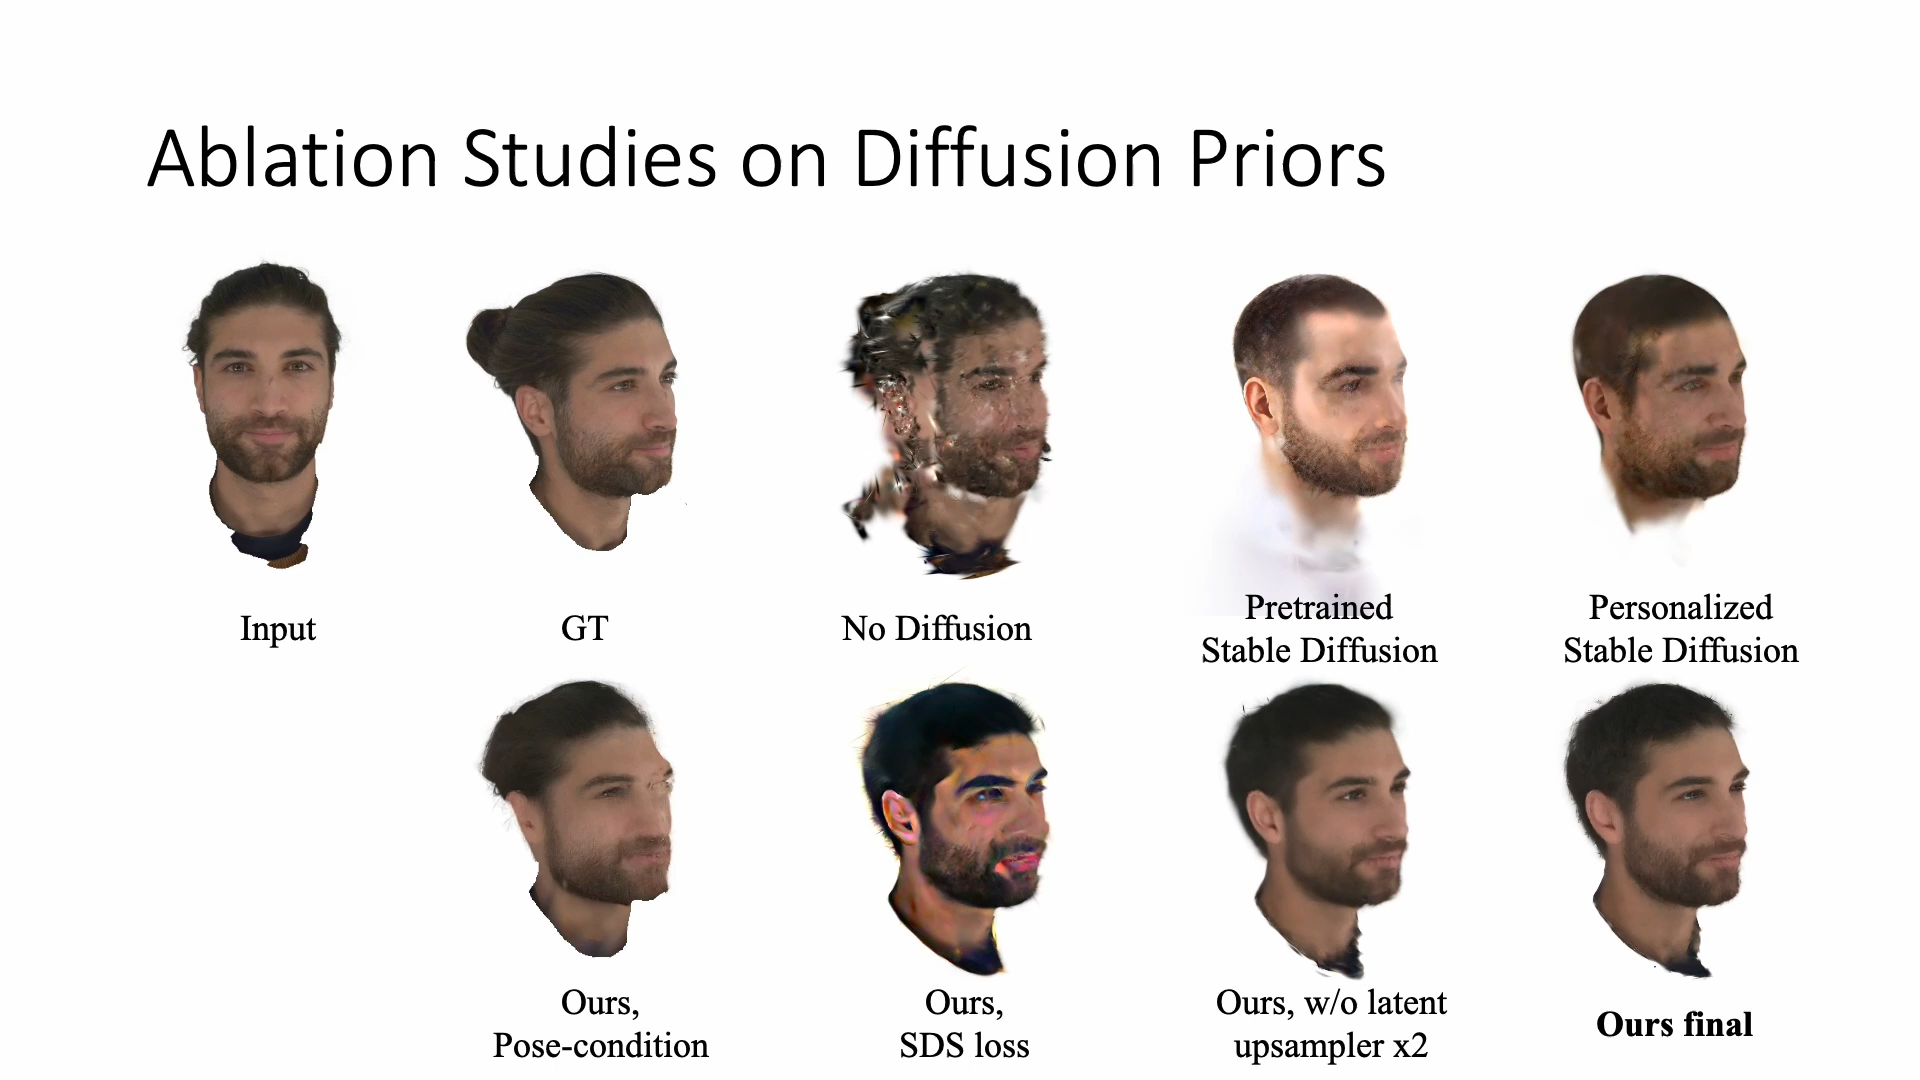 Ablation Studies on Diffusion Priors
Input
GT
No Diffusion
Pretrained
Stable Diffusion
Personalized
Stable Diffusion
Ours,
Pose-condition
Ours,
SDS loss
Ours, w/o latent
upsampler x2
Ours final